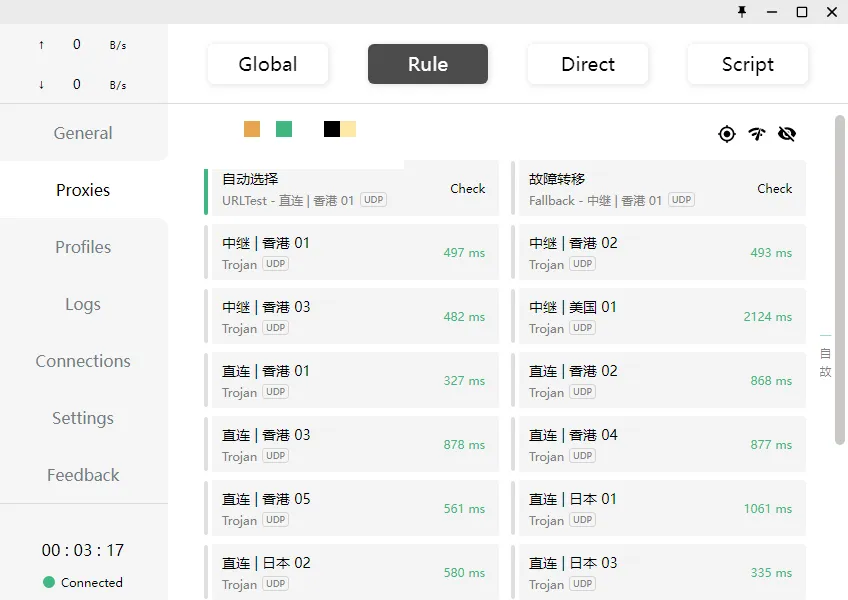 ↑ 0 B/s
↓ 0 B/s
Global
Rule
Direct
Script
General
Proxies
Profiles
Logs
Connections
Settings
Feedback
00 : 03 : 17
Connected
自动选择
URLTest - 直连 | 香港 01 UDP
Check
故障转移
Fallback - 中继 | 香港 01 UDP
Check
中继 | 香港 01
Trojan UDP
497 ms
中继 | 香港 02
Trojan UDP
493 ms
中继 | 香港 03
Trojan UDP
482 ms
中继 | 美国 01
Trojan UDP
2124 ms
直连 | 香港 01
Trojan UDP
327 ms
直连 | 香港 02
Trojan UDP
868 ms
直连 | 香港 03
Trojan UDP
878 ms
直连 | 香港 04
Trojan UDP
877 ms
直连 | 香港 05
Trojan UDP
561 ms
直连 | 日本 01
Trojan UDP
1061 ms
直连 | 日本 02
Trojan UDP
580 ms
直连 | 日本 03
Trojan UDP
335 ms
自
故